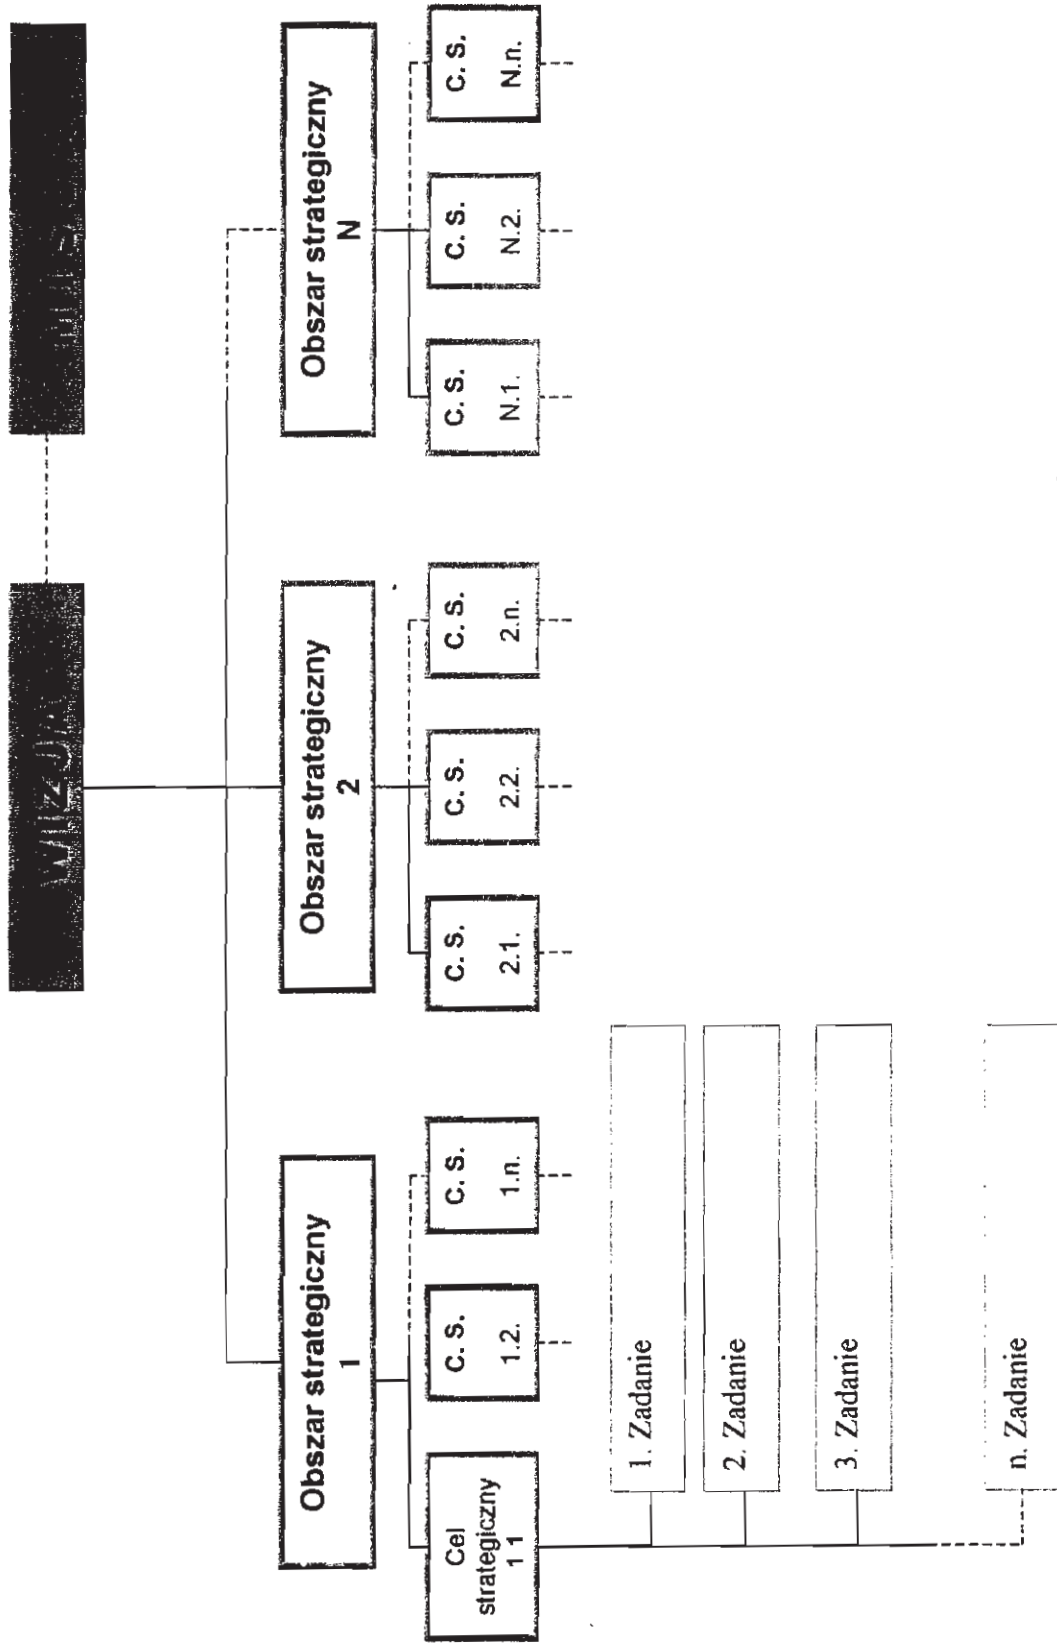 WIZJA
Obszar strategiczny
1
Obszar strategiczny
2
Obszar strategiczny
N
Cel
strategiczny
1 1
C. S.
1.2.
C. S.
1.n.
C. S.
2.1.
C. S.
2.2.
C. S.
2.n.
C. S.
N.1.
C. S.
N.2.
C. S.
N.n.
1. Zadanie
2. Zadanie
3. Zadanie
n. Zadanie